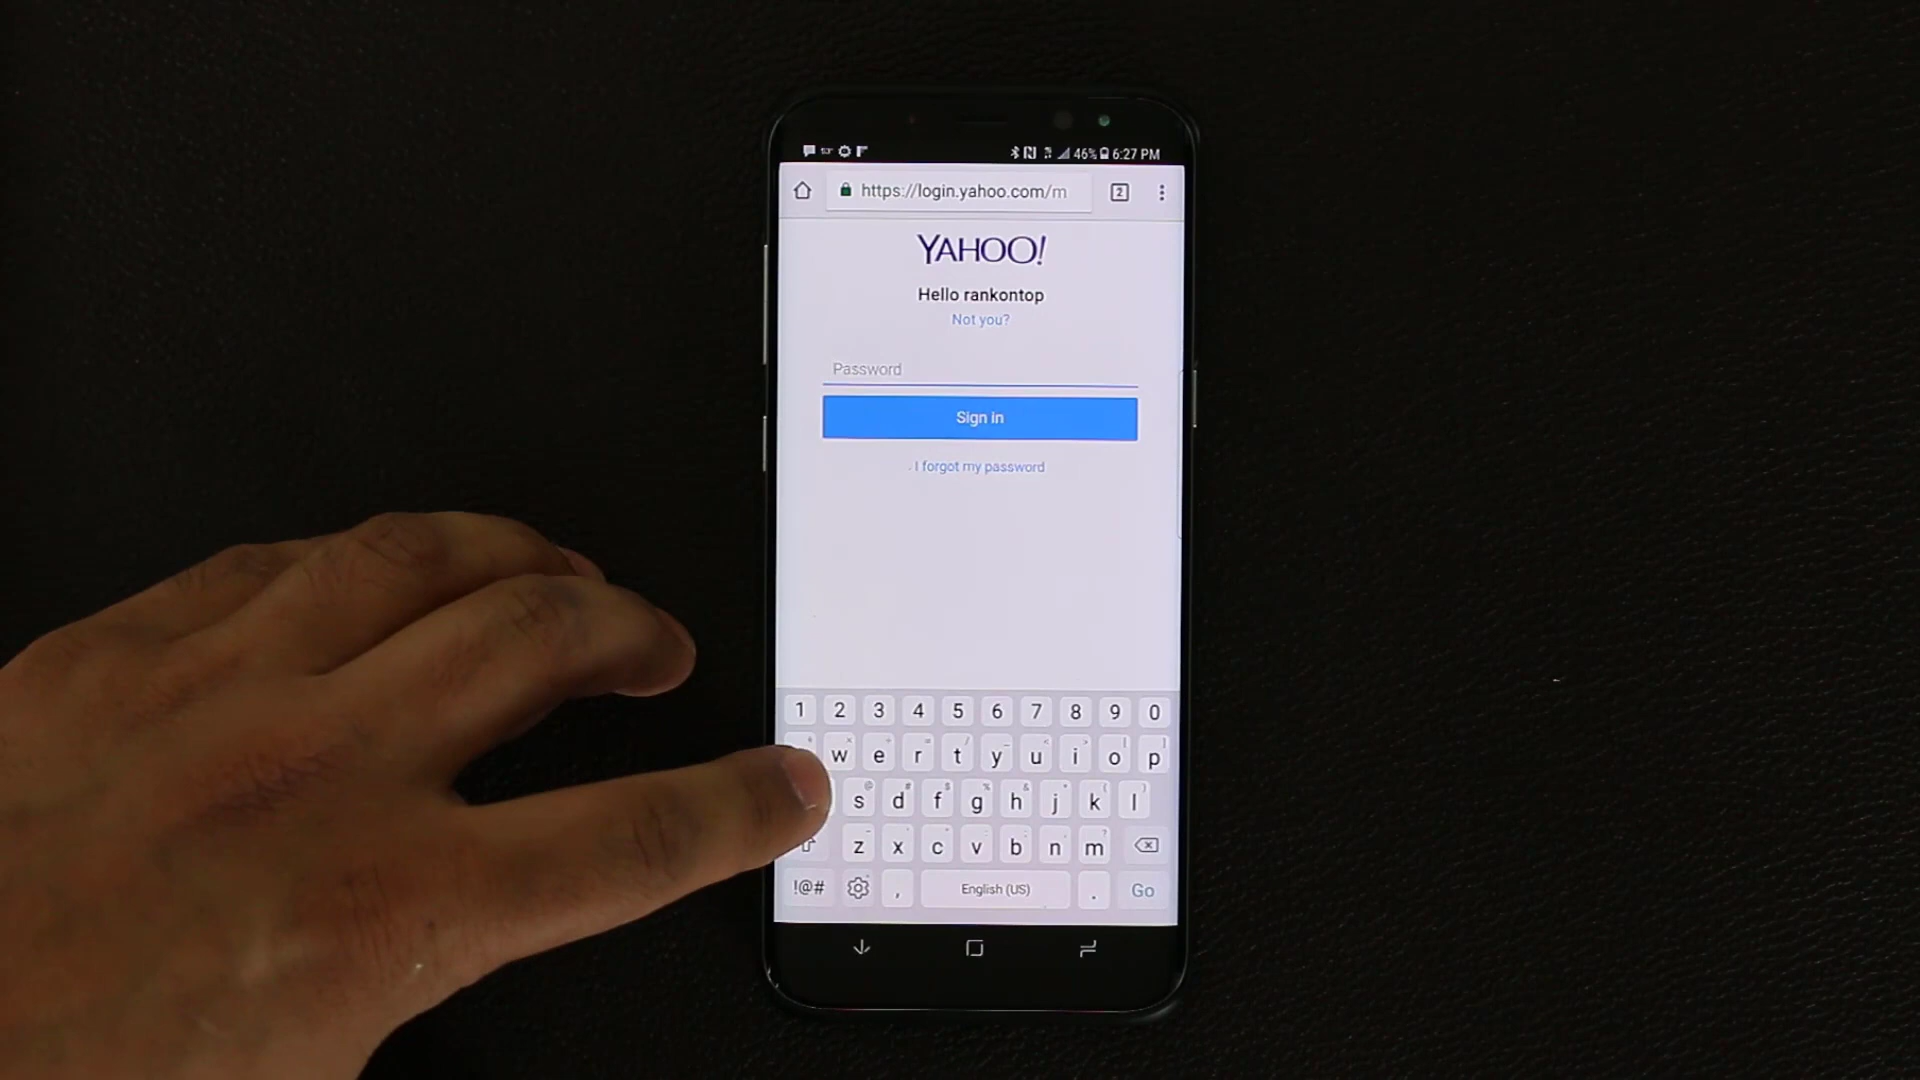 53° 46% 6:27 PM
https://login.yahoo.com/m 2
YAHOO!
Hello rankontop
Not you?
Password
Sign in
I forgot my password
1 2 3 4 5 6 7 8 9 0
w e r t y u i o p
s d f g h j k l
z x c v b n m
!@# , English (US) . Go